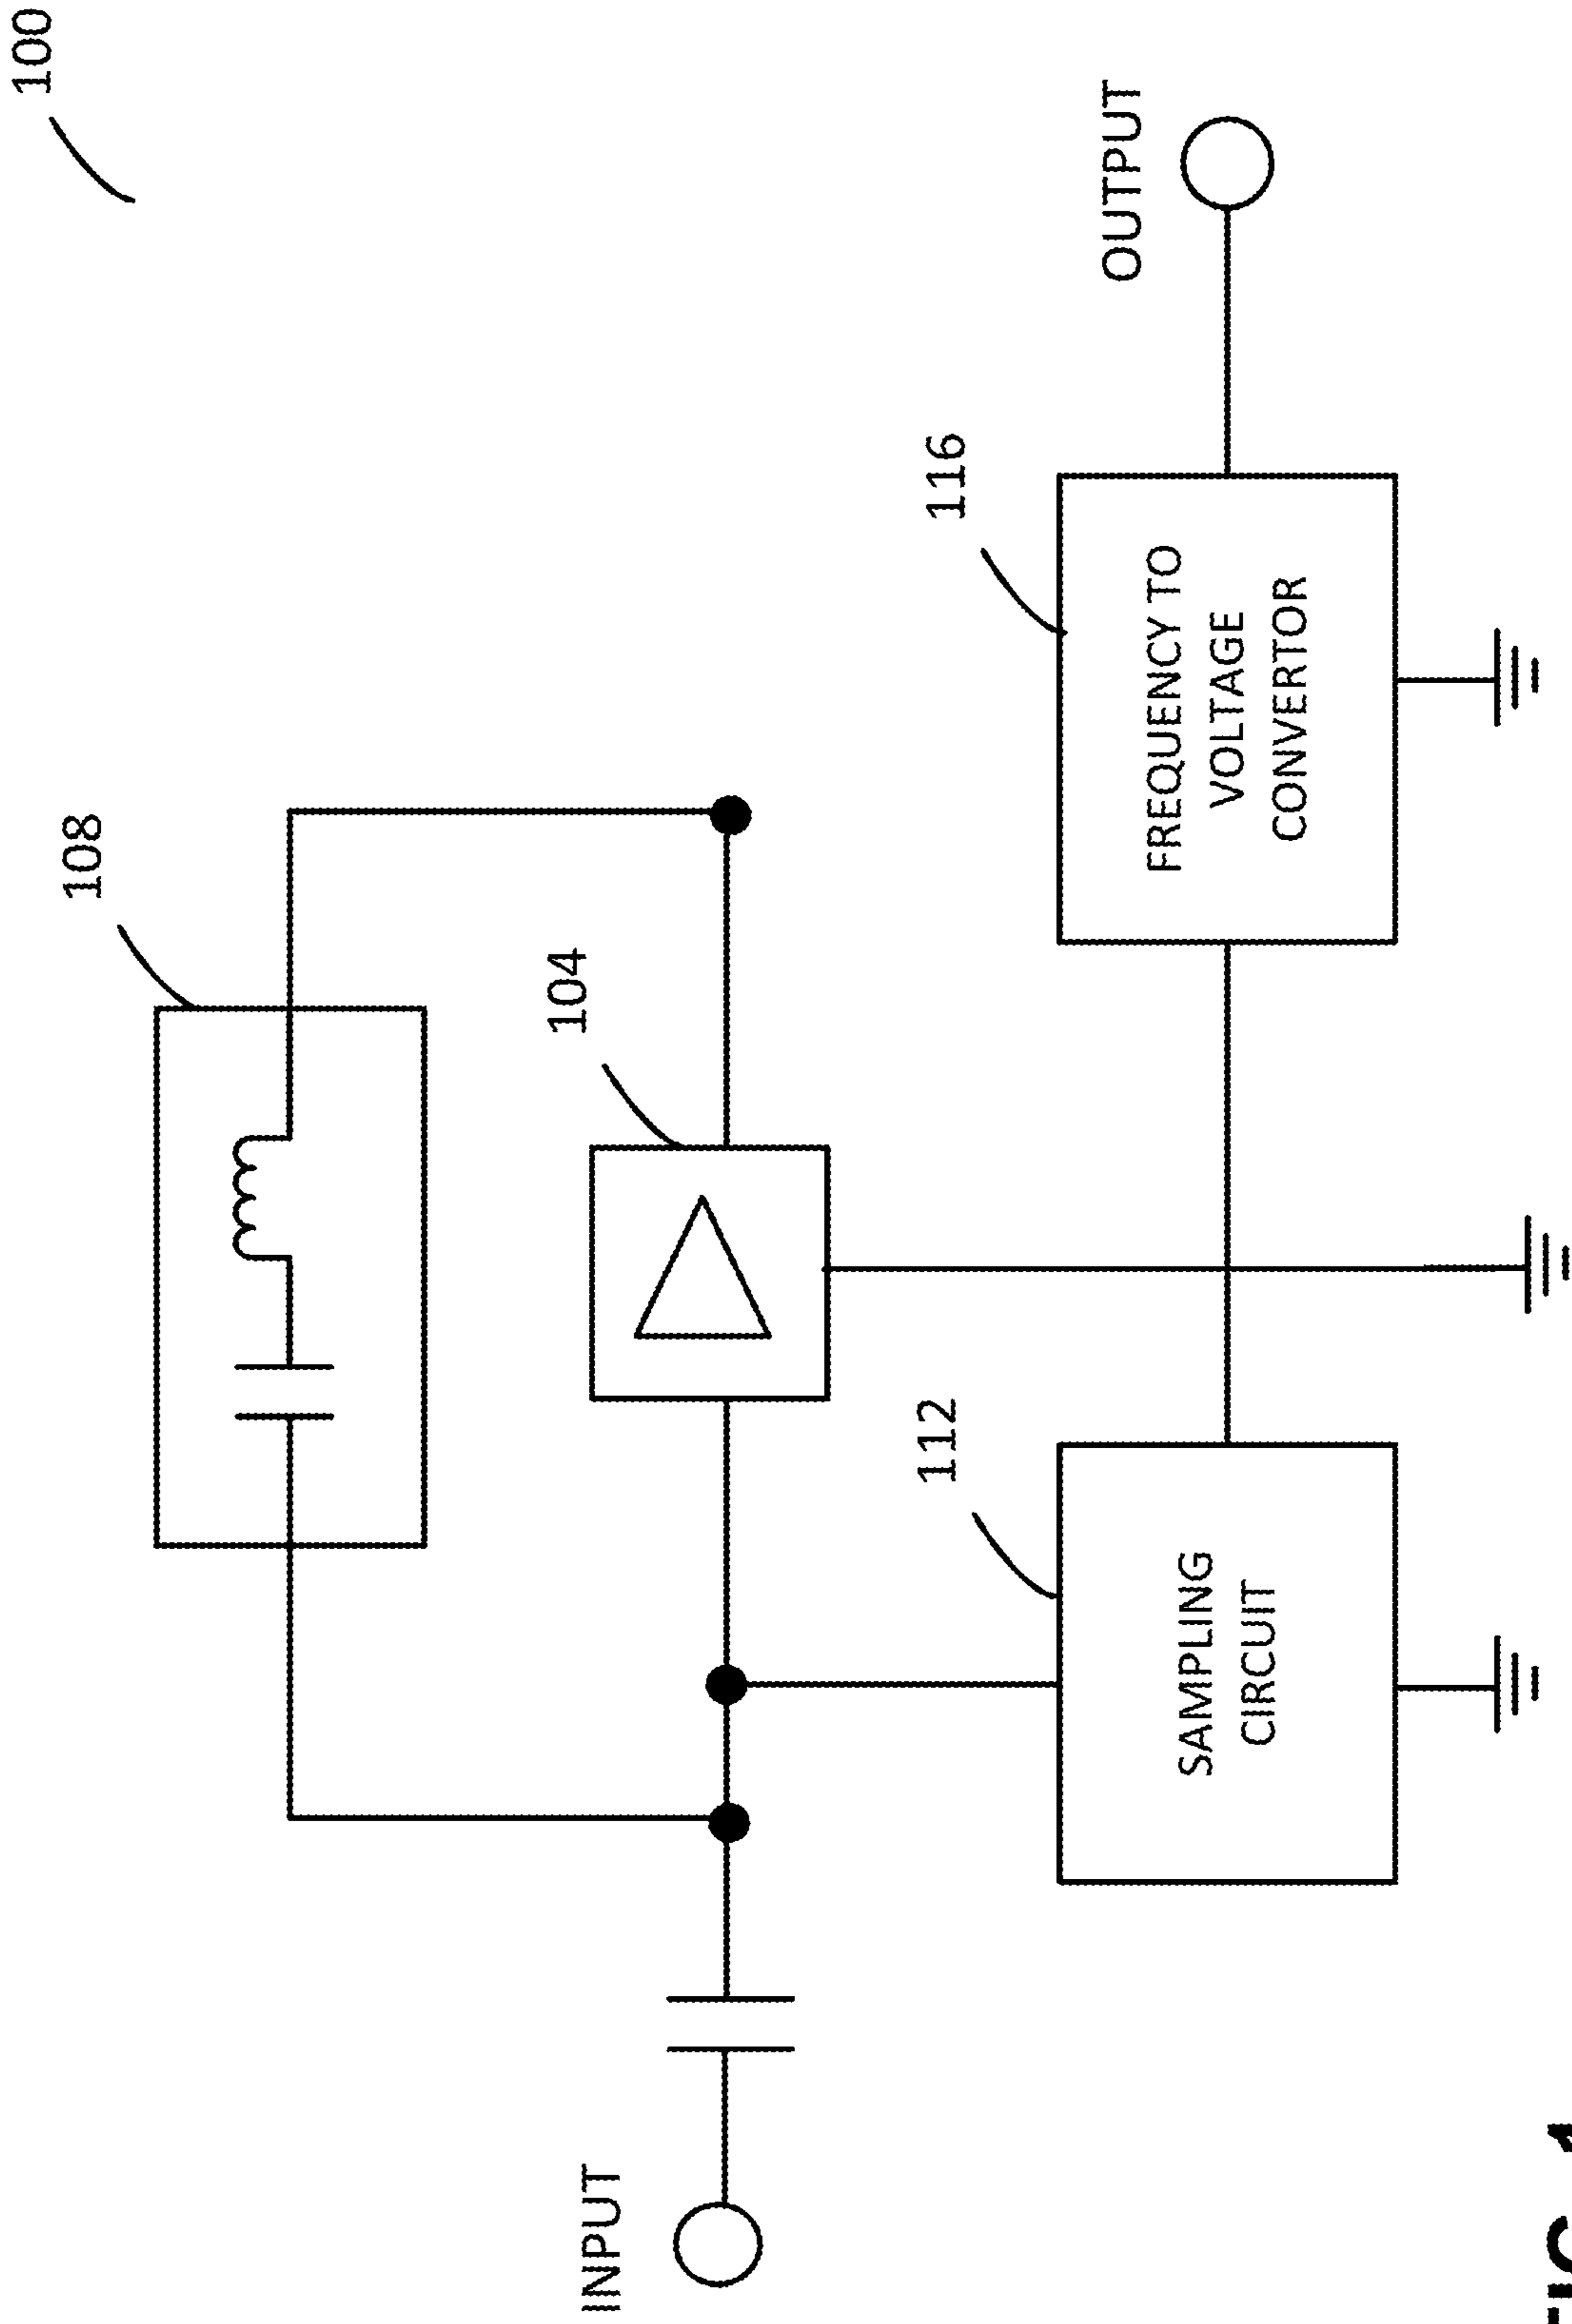 100
108
104
INPUT
112
SAMPLING
CIRCUIT
116
FREQUENCY TO
VOLTAGE
CONVERTOR
OUTPUT